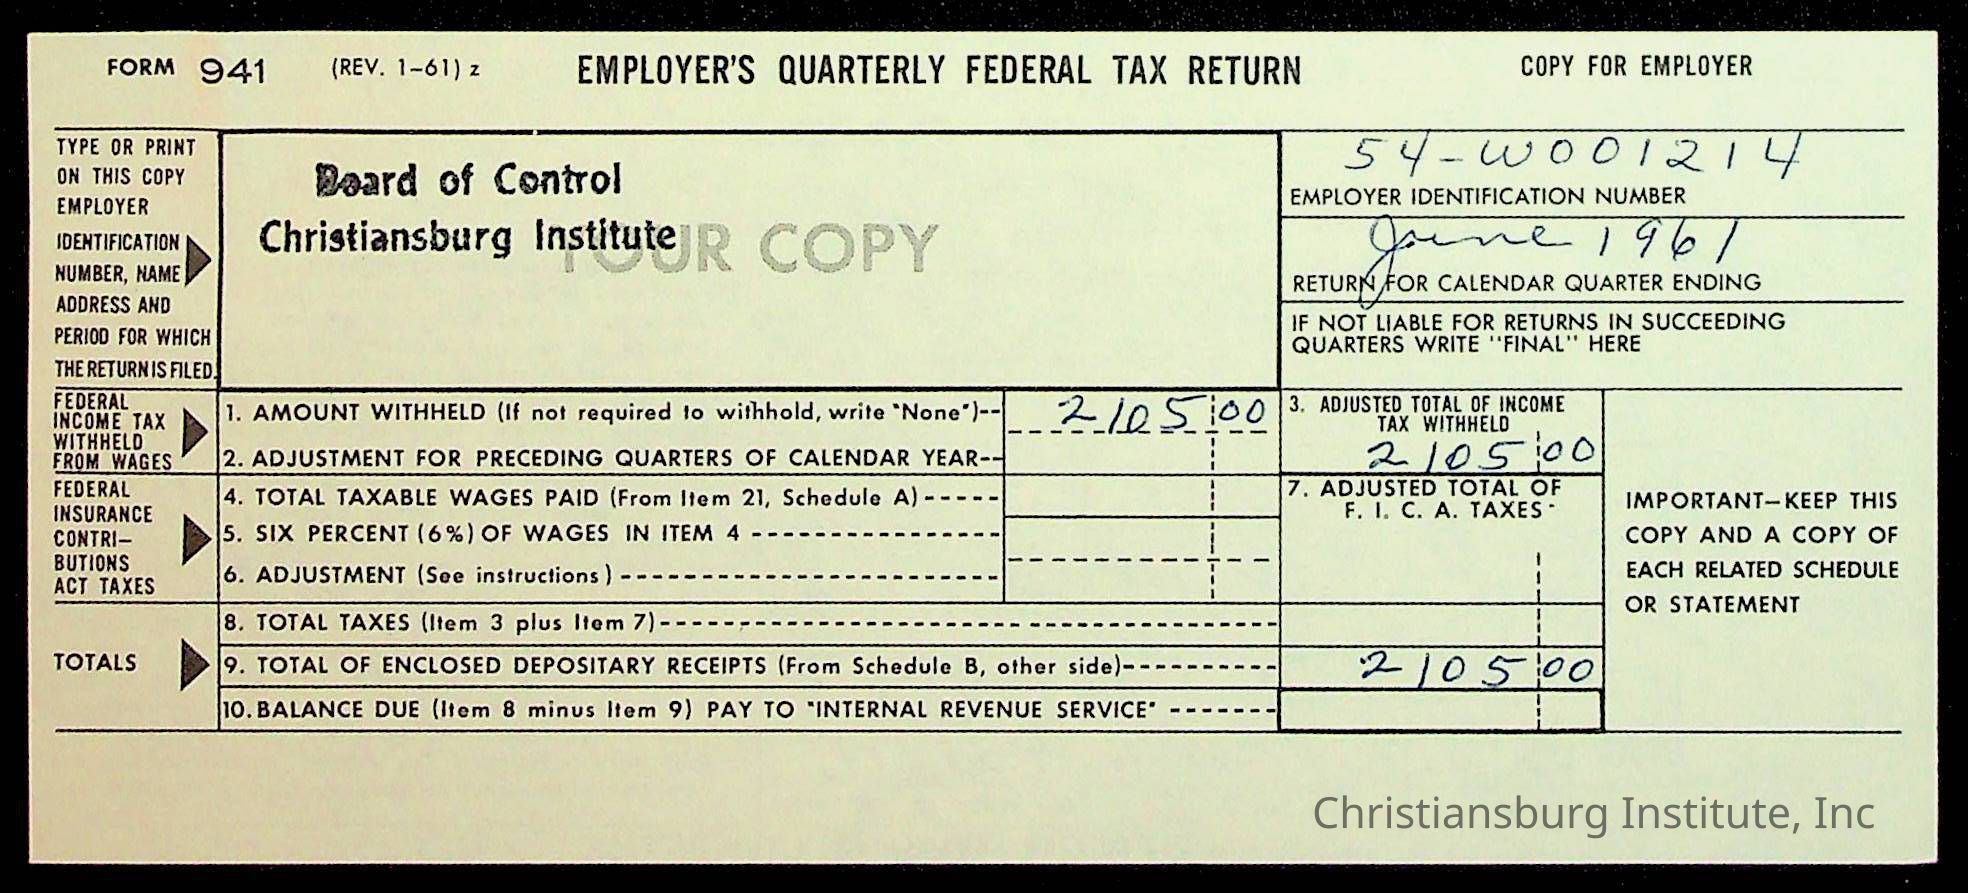 FORM 941 (REV. 1-61) z EMPLOYER'S QUARTERLY FEDERAL TAX RETURN COPY FOR EMPLOYER
TYPE OR PRINT
ON THIS COPY
EMPLOYER
IDENTIFICATION
NUMBER, NAME
ADDRESS AND
PERIOD FOR WHICH
THE RETURN IS FILED.
Board of Control
Christiansburg Institute
YOUR COPY
54-W001214
EMPLOYER IDENTIFICATION NUMBER
June 1961
RETURN FOR CALENDAR QUARTER ENDING
IF NOT LIABLE FOR RETURNS IN SUCCEEDING
QUARTERS WRITE "FINAL" HERE
FEDERAL
INCOME TAX
WITHHELD
FROM WAGES
1. AMOUNT WITHHELD (If not required to withhold, write "None")-- 2105 00
2. ADJUSTMENT FOR PRECEDING QUARTERS OF CALENDAR YEAR--
3. ADJUSTED TOTAL OF INCOME
TAX WITHHELD
2105 00
FEDERAL
INSURANCE
CONTRI-
BUTIONS
ACT TAXES
4. TOTAL TAXABLE WAGES PAID (From Item 21, Schedule A)-----
5. SIX PERCENT (6%) OF WAGES IN ITEM 4 -----------------
6. ADJUSTMENT (See instructions)-------------------------
7. ADJUSTED TOTAL OF
F. I. C. A. TAXES
IMPORTANT—KEEP THIS
COPY AND A COPY OF
EACH RELATED SCHEDULE
OR STATEMENT
TOTALS
8. TOTAL TAXES (Item 3 plus Item 7)----------------------------------------
9. TOTAL OF ENCLOSED DEPOSITARY RECEIPTS (From Schedule B, other side)---------- 2105 00
10. BALANCE DUE (Item 8 minus Item 9) PAY TO "INTERNAL REVENUE SERVICE" -------
Christiansburg Institute, Inc